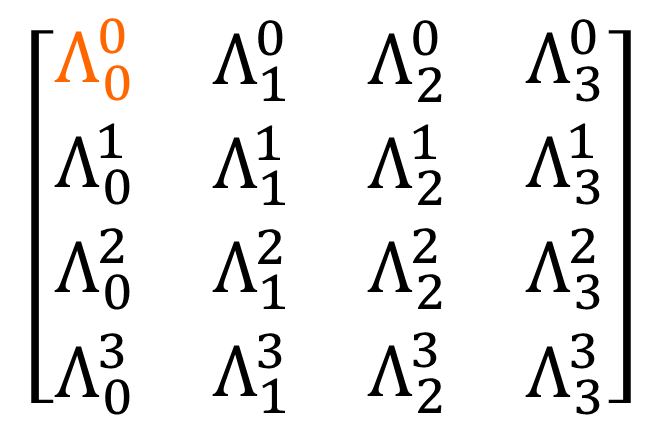 Λ⁰₀ Λ⁰₁ Λ⁰₂ Λ⁰₃
Λ¹₀ Λ¹₁ Λ¹₂ Λ¹₃
Λ²₀ Λ²₁ Λ²₂ Λ²₃
Λ³₀ Λ³₁ Λ³₂ Λ³₃